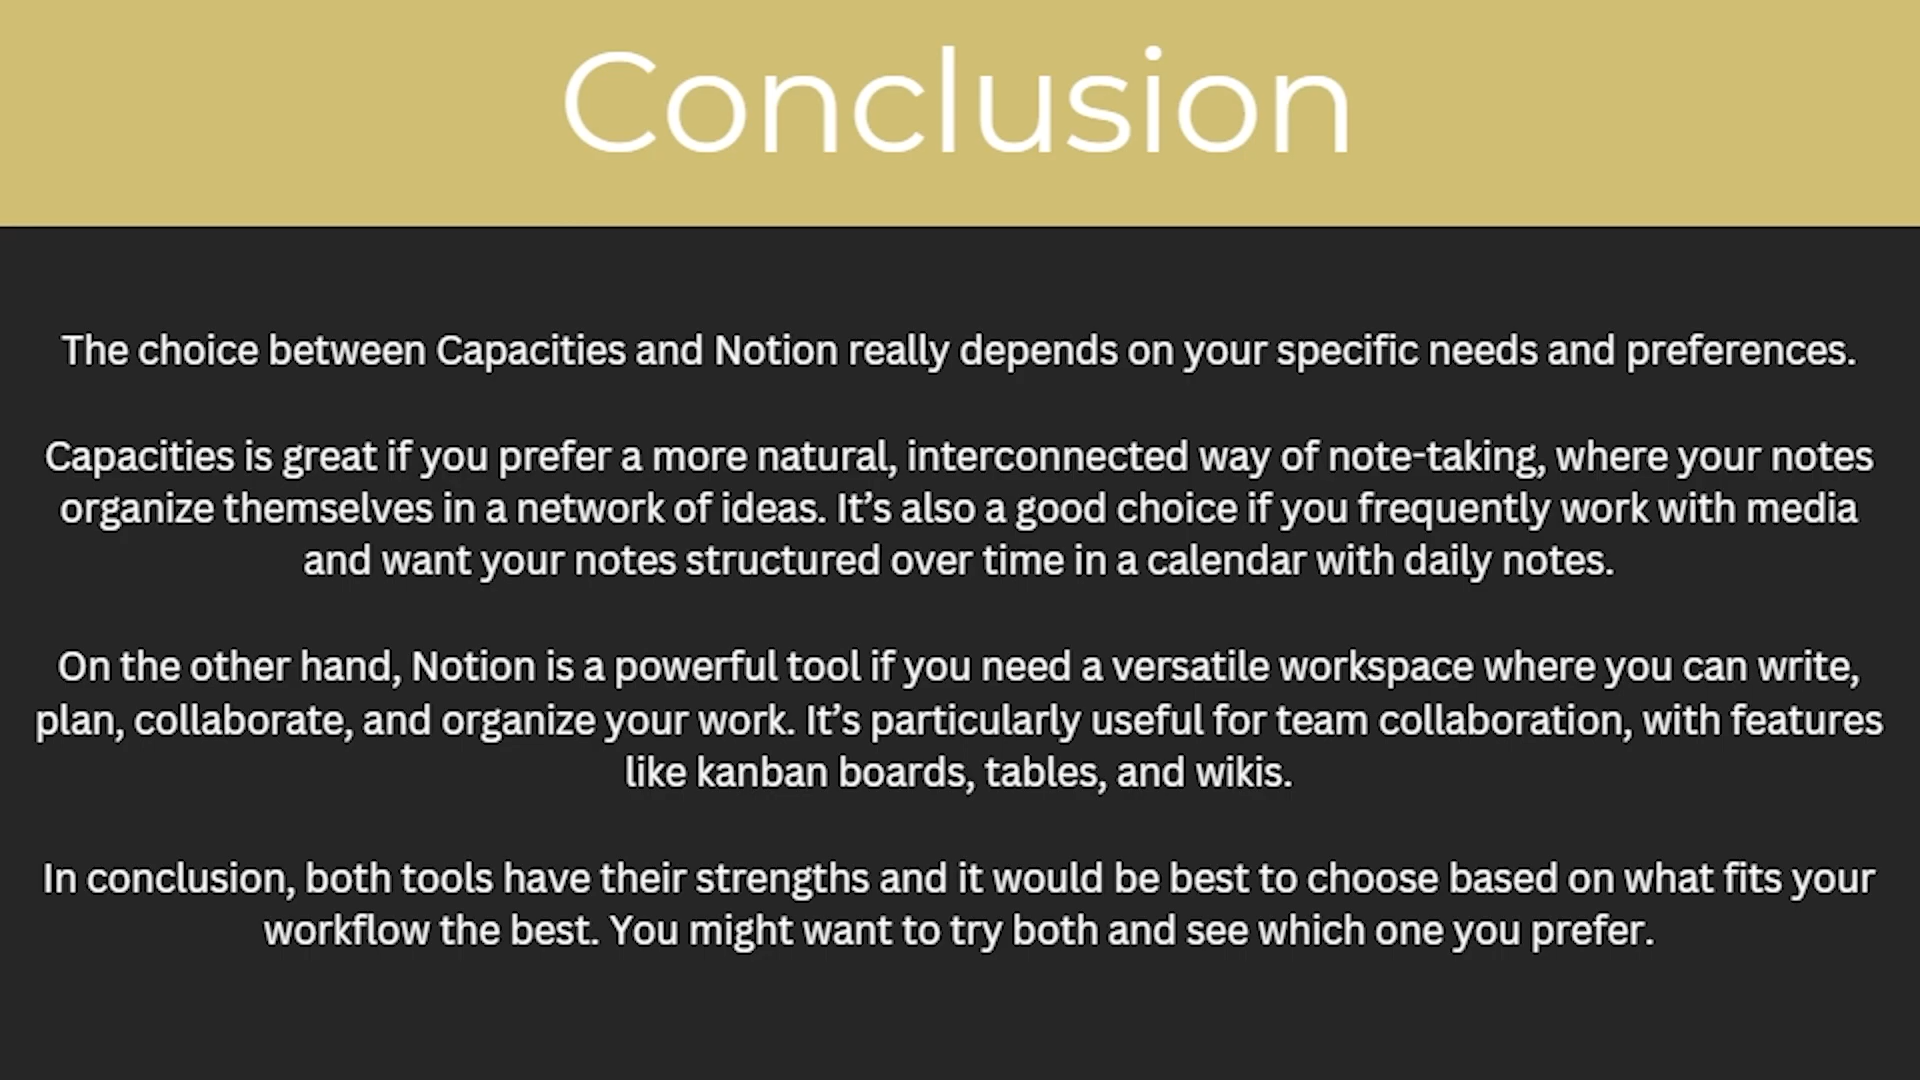 Conclusion
The choice between Capacities and Notion really depends on your specific needs and preferences.
Capacities is great if you prefer a more natural, interconnected way of note-taking, where your notes
organize themselves in a network of ideas. It’s also a good choice if you frequently work with media
and want your notes structured over time in a calendar with daily notes.
On the other hand, Notion is a powerful tool if you need a versatile workspace where you can write,
plan, collaborate, and organize your work. It’s particularly useful for team collaboration, with features
like kanban boards, tables, and wikis.
In conclusion, both tools have their strengths and it would be best to choose based on what fits your
workflow the best. You might want to try both and see which one you prefer.